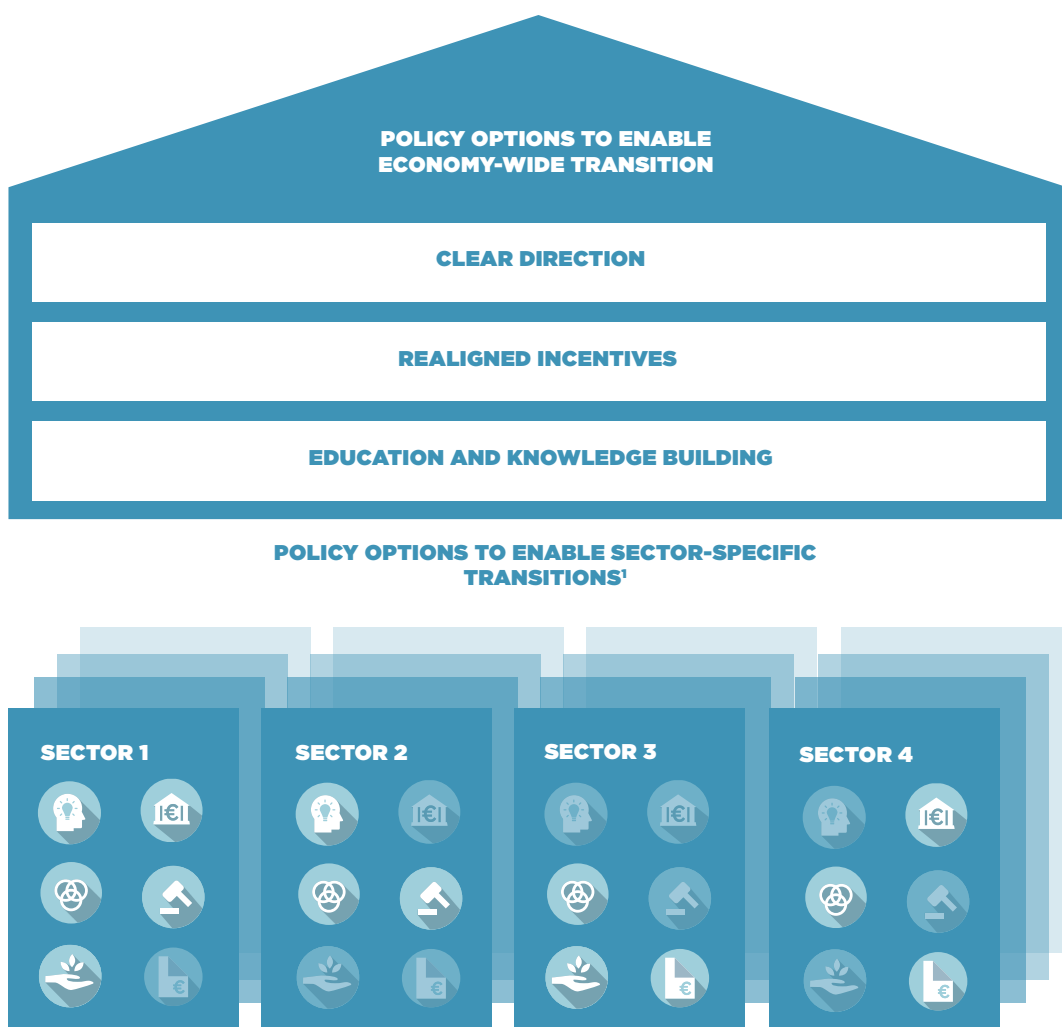 POLICY OPTIONS TO ENABLE
ECONOMY-WIDE TRANSITION
CLEAR DIRECTION
REALIGNED INCENTIVES
EDUCATION AND KNOWLEDGE BUILDING
POLICY OPTIONS TO ENABLE SECTOR-SPECIFIC
TRANSITIONS¹
SECTOR 1
SECTOR 2
SECTOR 3
SECTOR 4
€
€
€
€
€
€
€
€